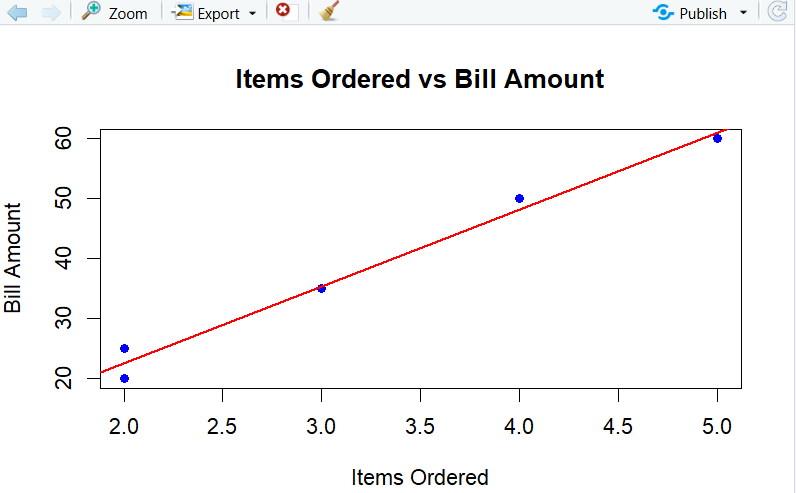 Zoom Export Publish
Items Ordered vs Bill Amount
Bill Amount
60
50
40
30
20
2.0 2.5 3.0 3.5 4.0 4.5 5.0
Items Ordered